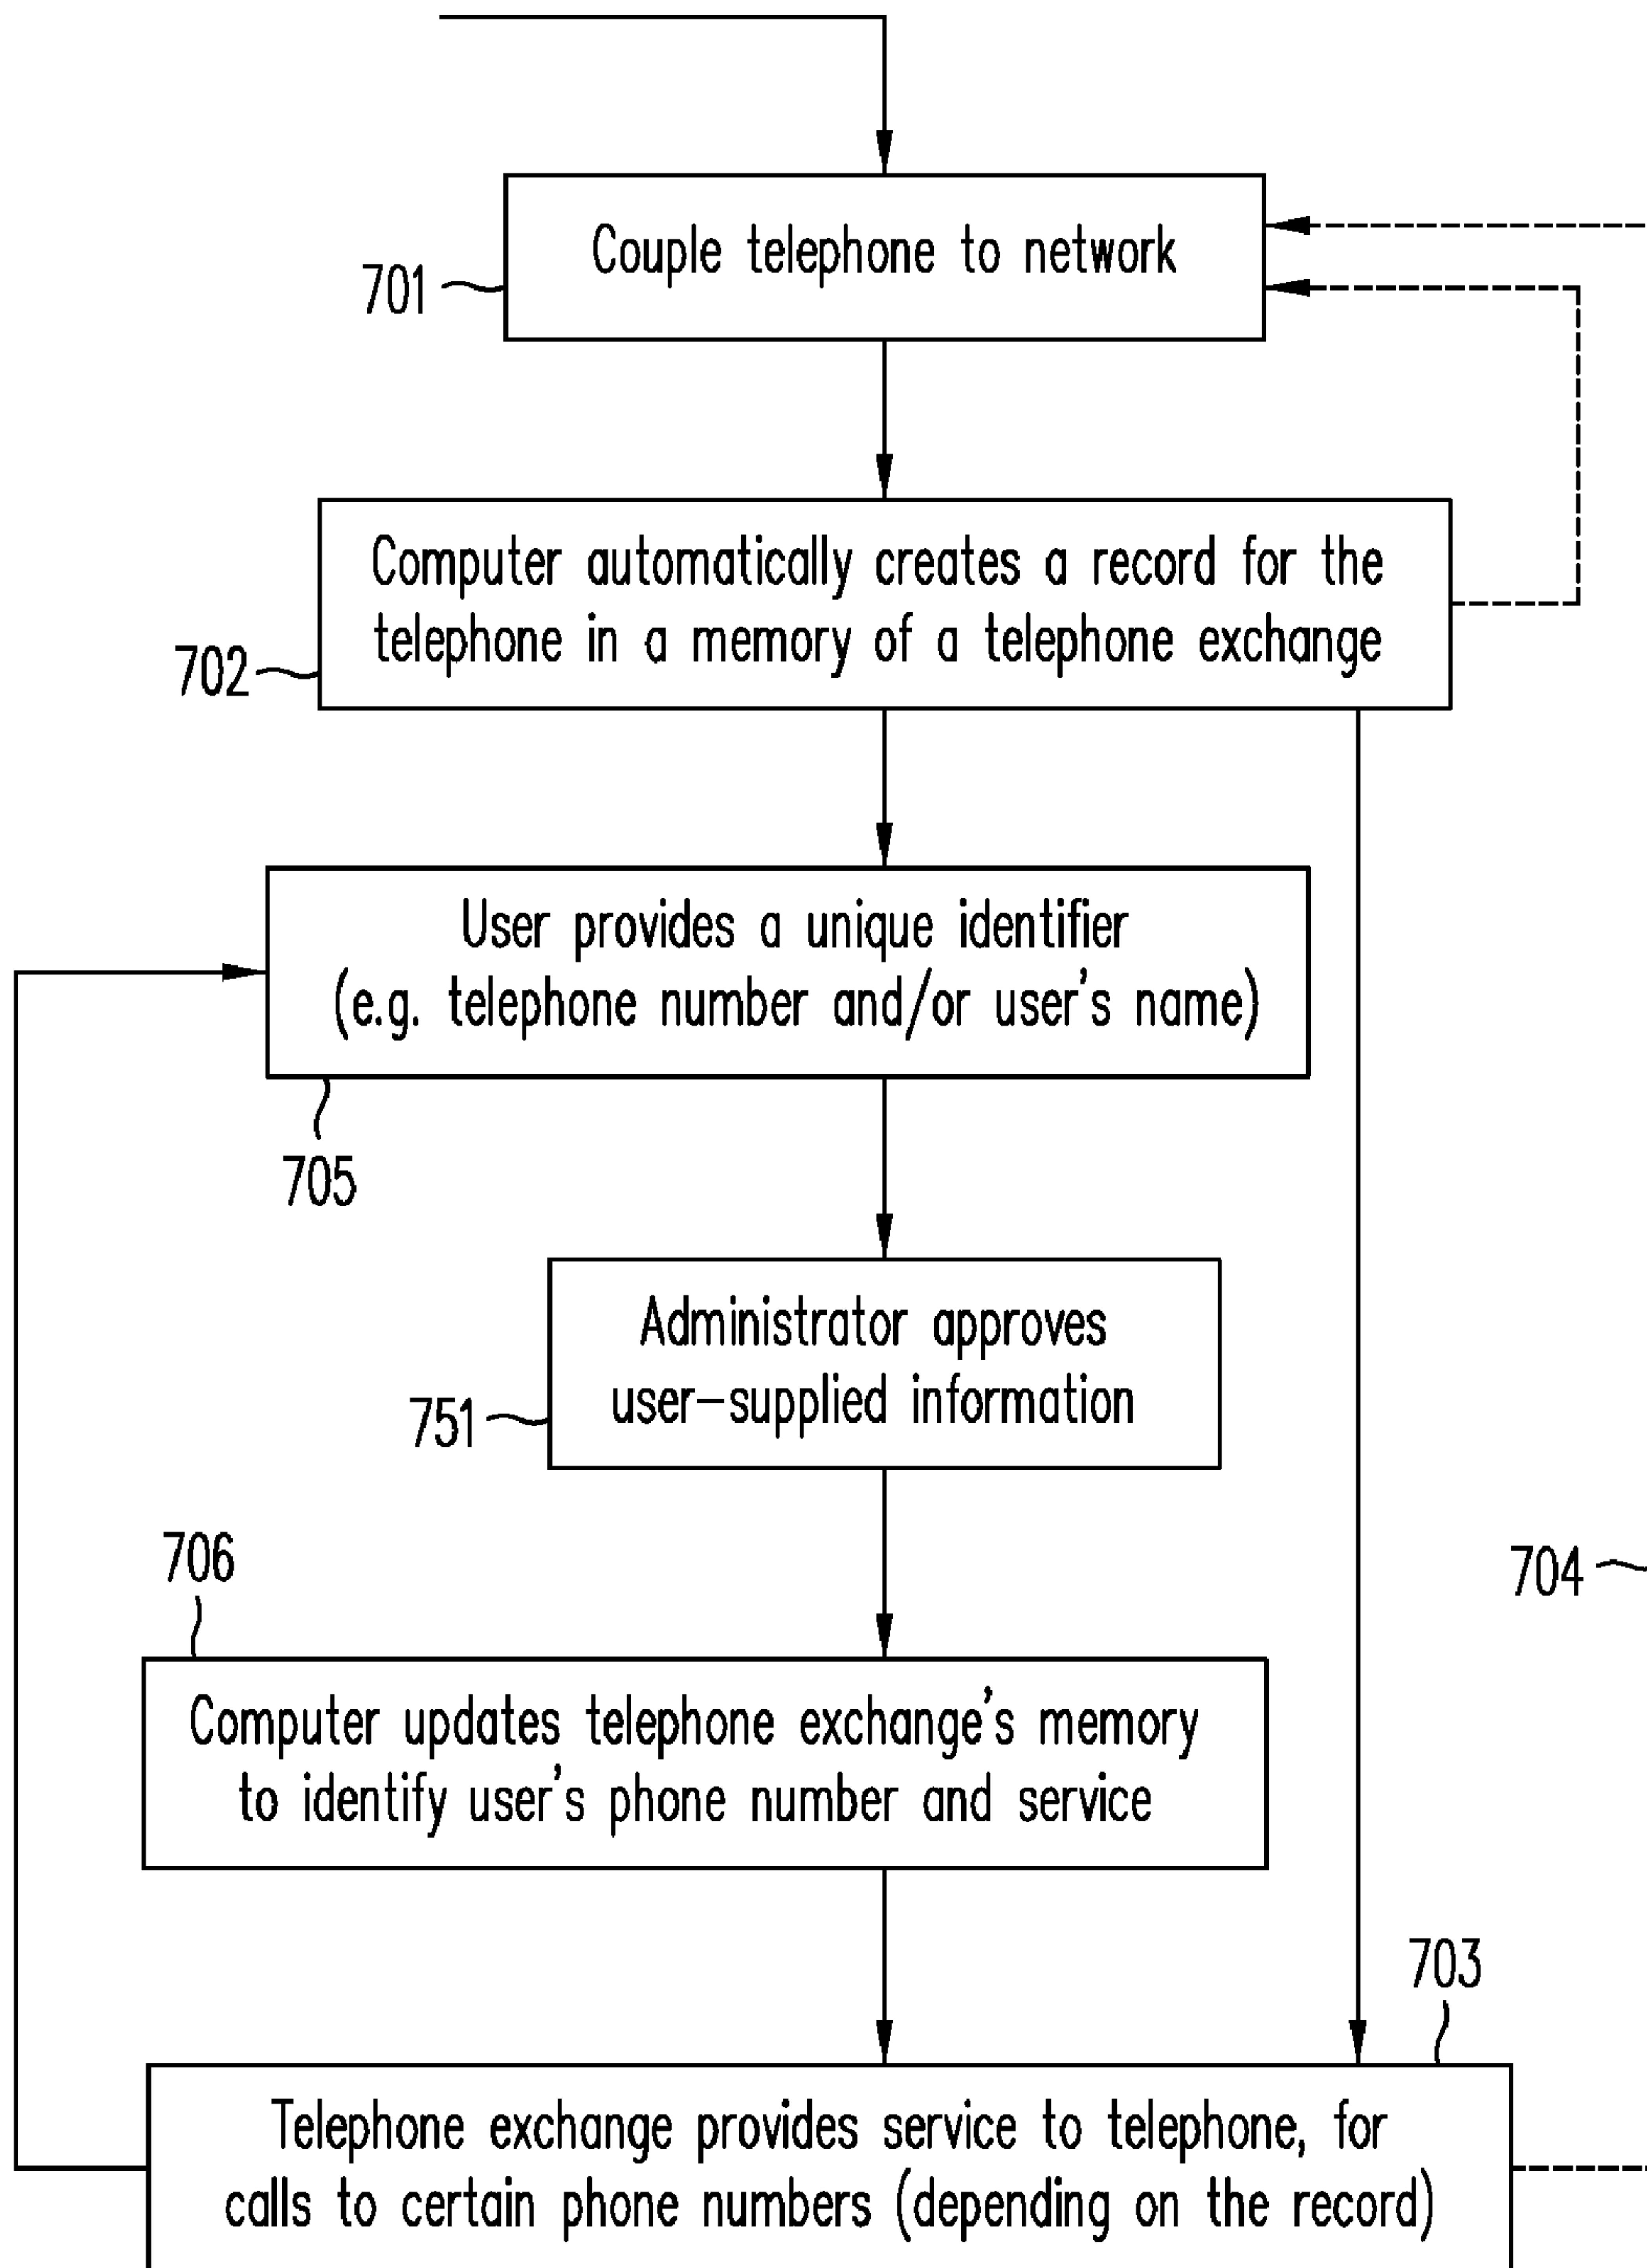 Couple telephone to network
701
Computer automatically creates a record for the
telephone in a memory of a telephone exchange
702
User provides a unique identifier
(e.g. telephone number and/or user's name)
705
Administrator approves
user-supplied information
751
706
704
Computer updates telephone exchange's memory
to identify user's phone number and service
703
Telephone exchange provides service to telephone, for
calls to certain phone numbers (depending on the record)